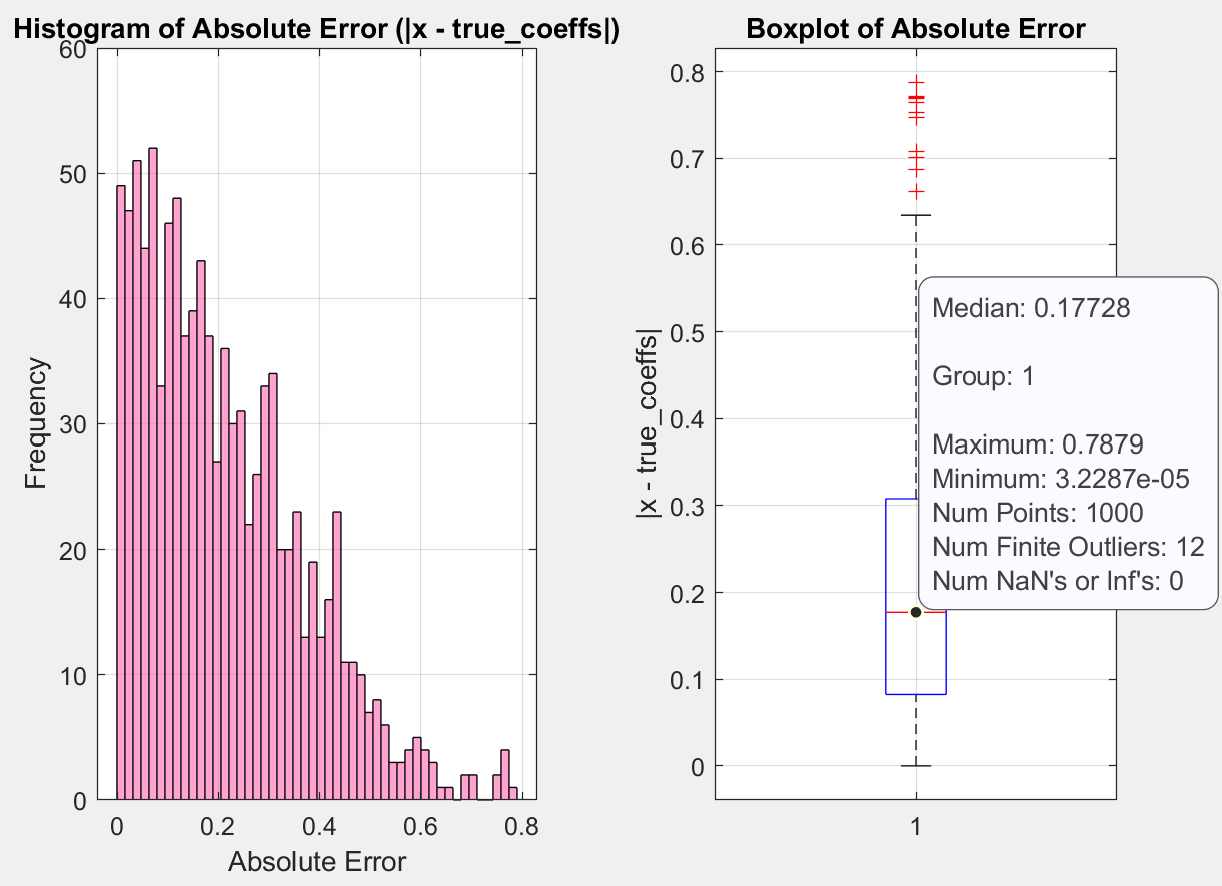 Histogram of Absolute Error (|x - true_coeffs|)
60
50
40
30
20
10
0
Frequency
0 0.2 0.4 0.6 0.8
Absolute Error
Boxplot of Absolute Error
0.8
0.7
0.6
0.5
0.4
0.3
0.2
0.1
0
|x - true_coeffs|
1
Median: 0.17728
Group: 1
Maximum: 0.7879
Minimum: 3.2287e-05
Num Points: 1000
Num Finite Outliers: 12
Num NaN's or Inf's: 0